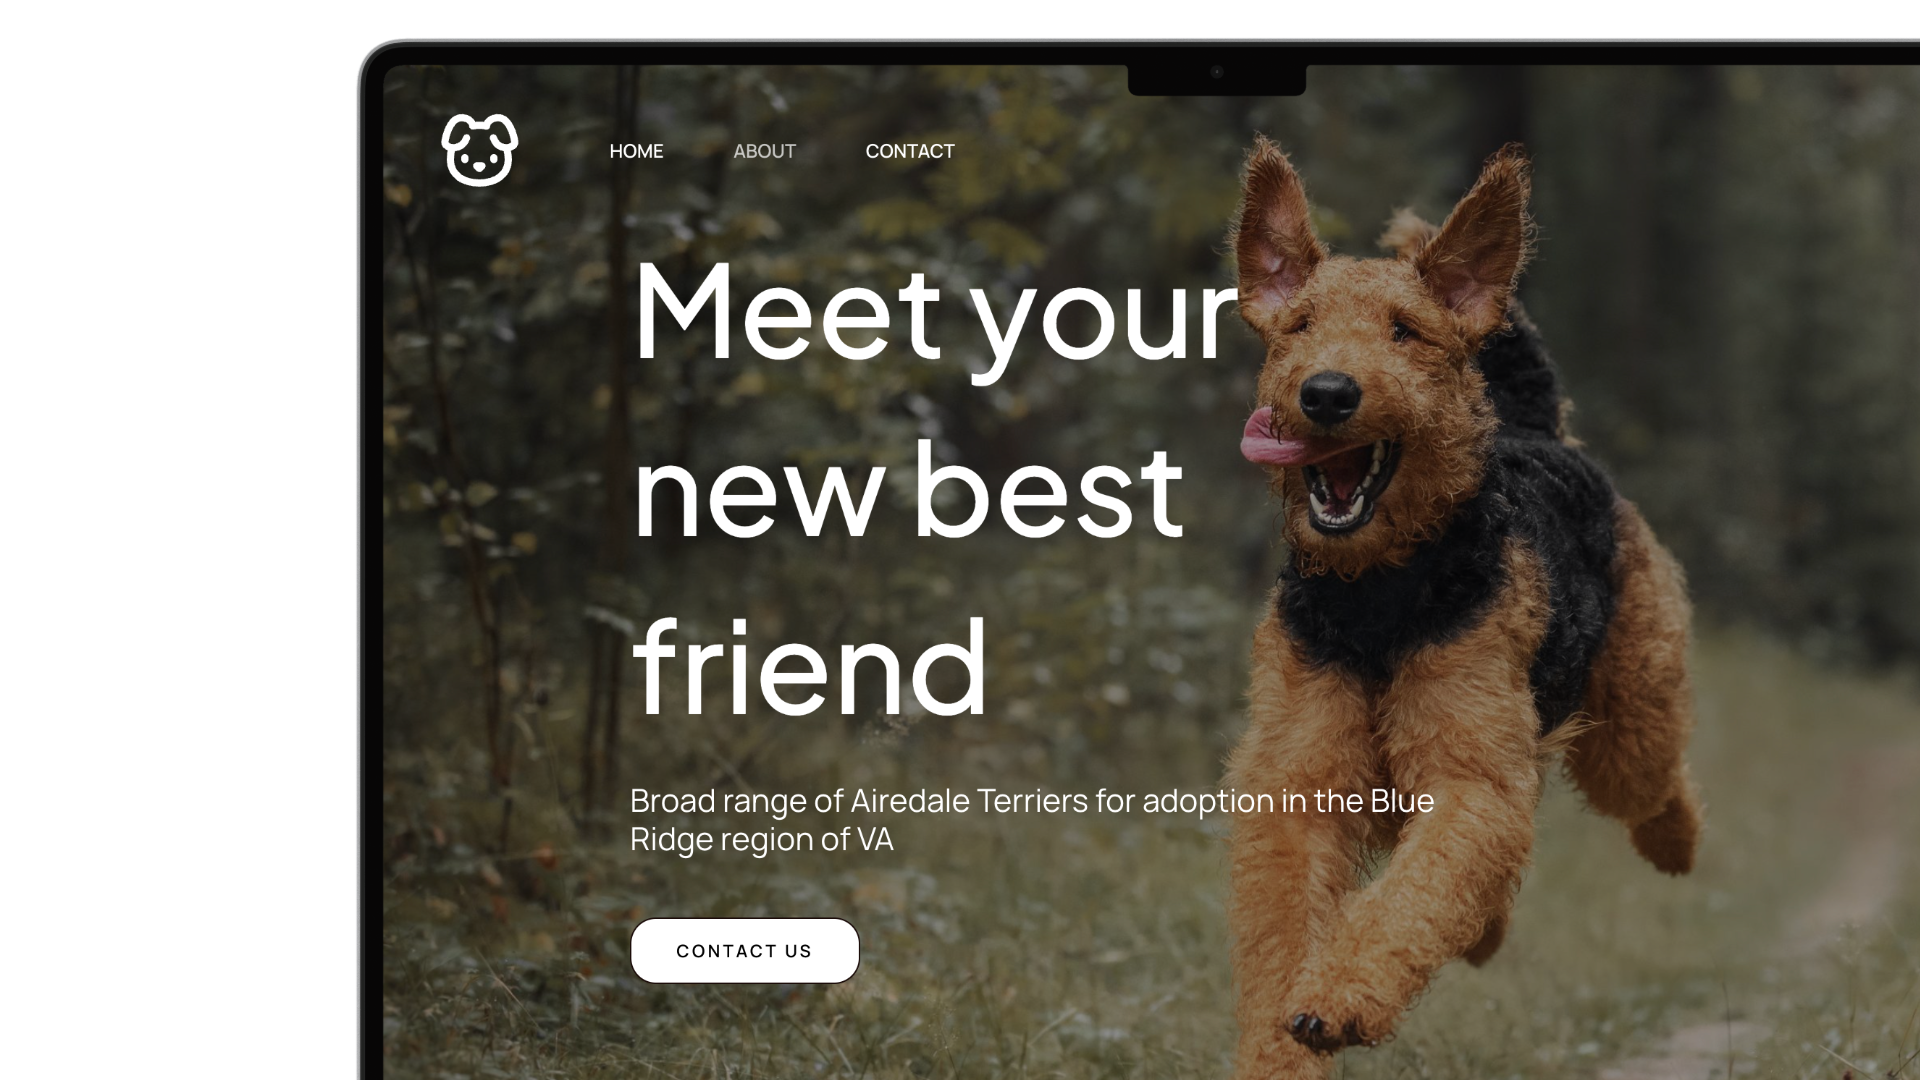 HOME ABOUT CONTACT
Meet your
new best
friend
Broad range of Airedale Terriers for adoption in the Blue
Ridge region of VA
CONTACT US